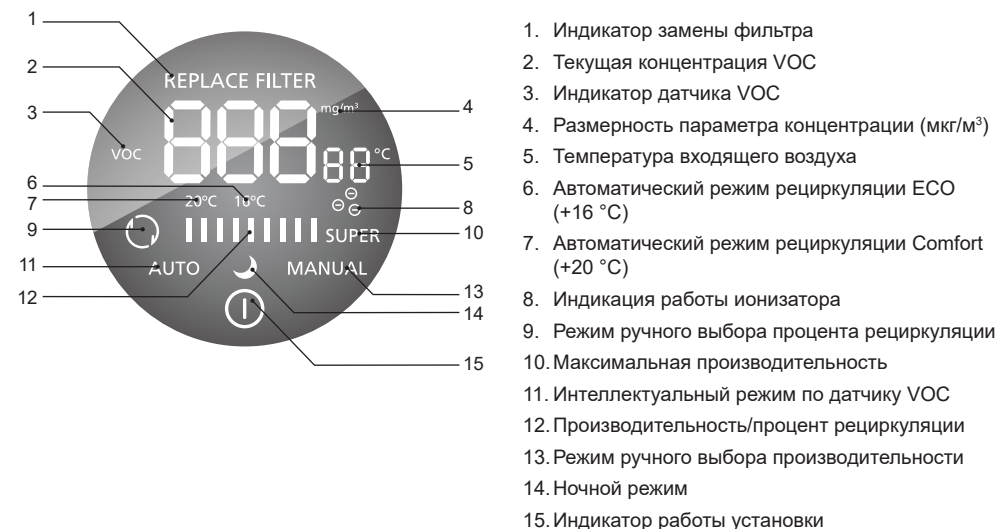 1
2
3
6
7
9
11
12
REPLACE FILTER
888
mg/m³
VOC
88
°C
20°C 16°C
SUPER
AUTO
MANUAL
4
5
8
10
13
14
15
1. Индикатор замены фильтра
2. Текущая концентрация VOC
3. Индикатор датчика VOC
4. Размерность параметра концентрации (мкг/м³)
5. Температура входящего воздуха
6. Автоматический режим рециркуляции ECO
(+16 °C)
7. Автоматический режим рециркуляции Comfort
(+20 °C)
8. Индикация работы ионизатора
9. Режим ручного выбора процента рециркуляции
10. Максимальная производительность
11. Интеллектуальный режим по датчику VOC
12. Производительность/процент рециркуляции
13. Режим ручного выбора производительности
14. Ночной режим
15. Индикатор работы установки